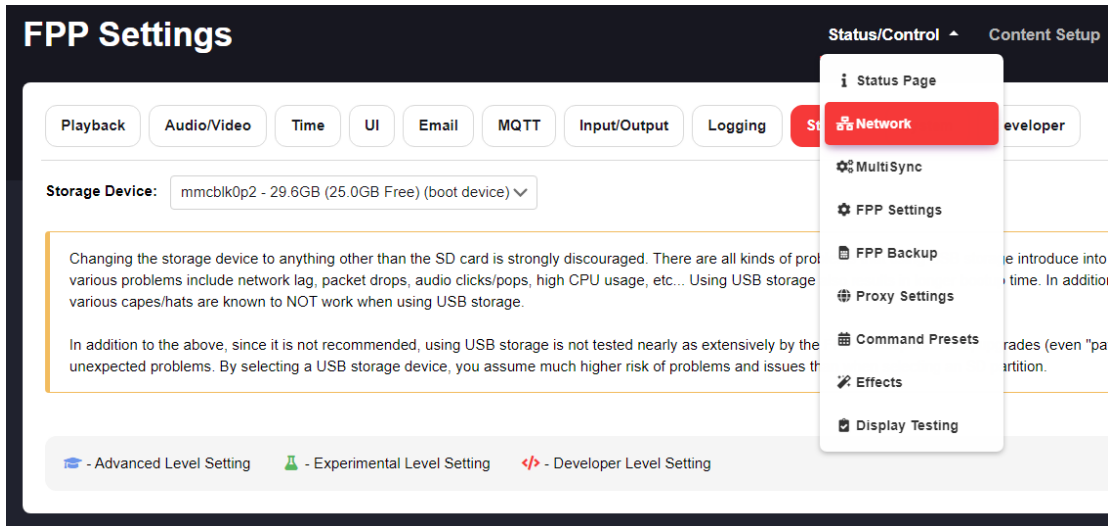 FPP Settings
Status/Control
Content Setup
Status Page
Network
MultiSync
FPP Settings
FPP Backup
Proxy Settings
Command Presets
Effects
Display Testing
Playback
Audio/Video
Time
UI
Email
MQTT
Input/Output
Logging
St
eveloper
Storage Device: mmcblk0p2 - 29.6GB (25.0GB Free) (boot device)
Changing the storage device to anything other than the SD card is strongly discouraged. There are all kinds of prob e introduce into
various problems include network lag, packet drops, audio clicks/pops, high CPU usage, etc... Using USB storage time. In addition
various capes/hats are known to NOT work when using USB storage.
In addition to the above, since it is not recommended, using USB storage is not tested nearly as extensively by the rades (even "pa
unexpected problems. By selecting a USB storage device, you assume much higher risk of problems and issues th artition.
- Advanced Level Setting
- Experimental Level Setting
</> - Developer Level Setting